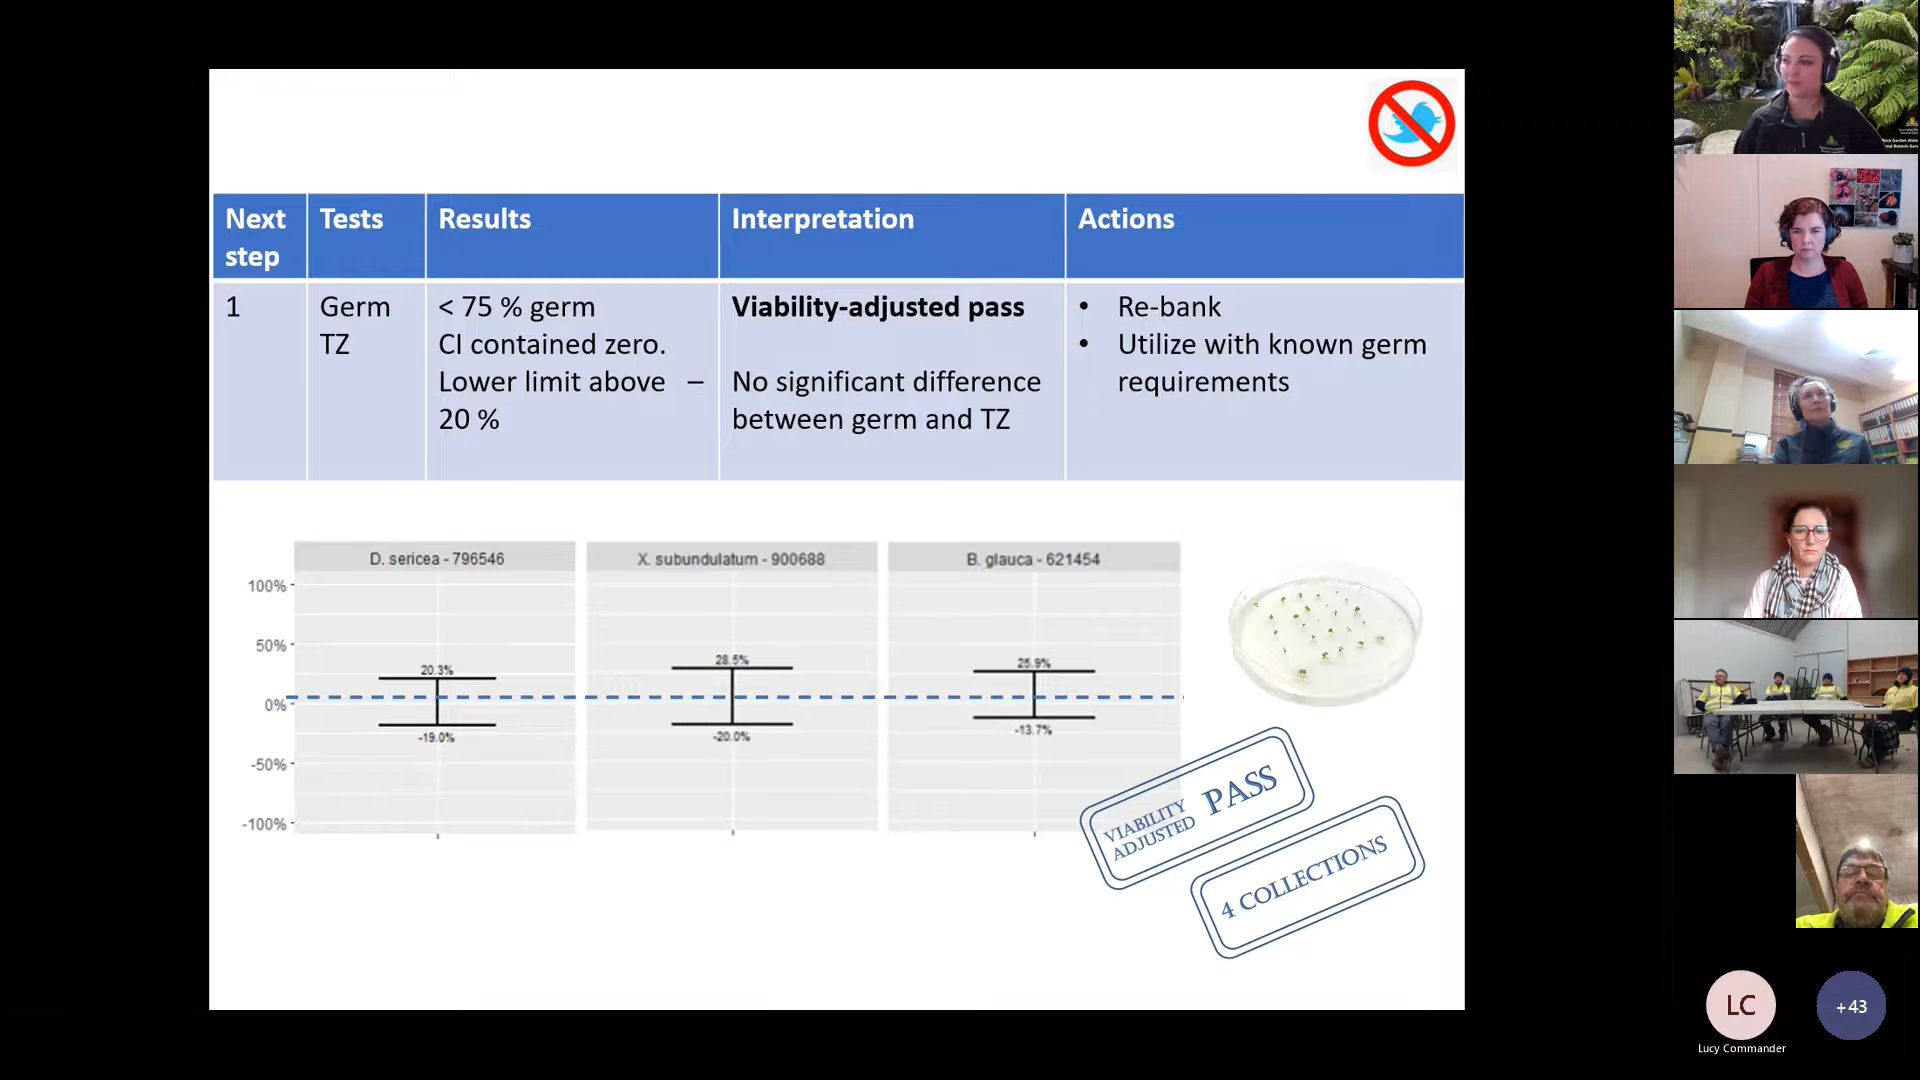 Next
step
Tests
Results
Interpretation
Actions
1
Germ
TZ
< 75 % germ
CI contained zero.
Lower limit above –
20 %
Viability-adjusted pass
No significant difference
between germ and TZ
• Re-bank
• Utilize with known germ
requirements
D. sericea - 796546
X. subundulatum - 900688
B. glauca - 621454
100%
50%
0%
-50%
-100%
20.3%
-19.0%
28.5%
-20.0%
25.9%
-13.7%
VIABILITY
ADJUSTED
PASS
4 COLLECTIONS
LC
Lucy Commander
+43